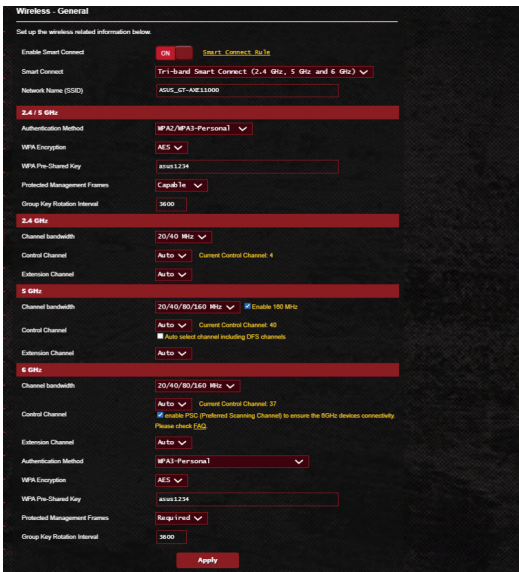 Wireless - General
Set up the wireless related information below.
Enable Smart Connect ON Smart Connect Rule
Smart Connect Tri-band Smart Connect (2.4 GHz, 5 GHz and 6 GHz)
Network Name (SSID) ASUS_GT-AXE11000
2.4 / 5 GHz
Authentication Method WPA2/WPA3-Personal
WPA Encryption AES
WPA Pre-Shared Key asus1234
Protected Management Frames Capable
Group Key Rotation Interval 3600
2.4 GHz
Channel bandwidth 20/40 MHz
Control Channel Auto Current Control Channel: 4
Extension Channel Auto
5 GHz
Channel bandwidth 20/40/80/160 MHz Enable 160 MHz
Control Channel Auto Current Control Channel: 40
Auto select channel including DFS channels
Extension Channel Auto
6 GHz
Channel bandwidth 20/40/80/160 MHz
Control Channel Auto Current Control Channel: 37
enable PSC (Preferred Scanning Channel) to ensure the 6GHz devices connectivity.
Please check FAQ.
Extension Channel Auto
Authentication Method WPA3-Personal
WPA Encryption AES
WPA Pre-Shared Key asus1234
Protected Management Frames Required
Group Key Rotation Interval 3600
Apply